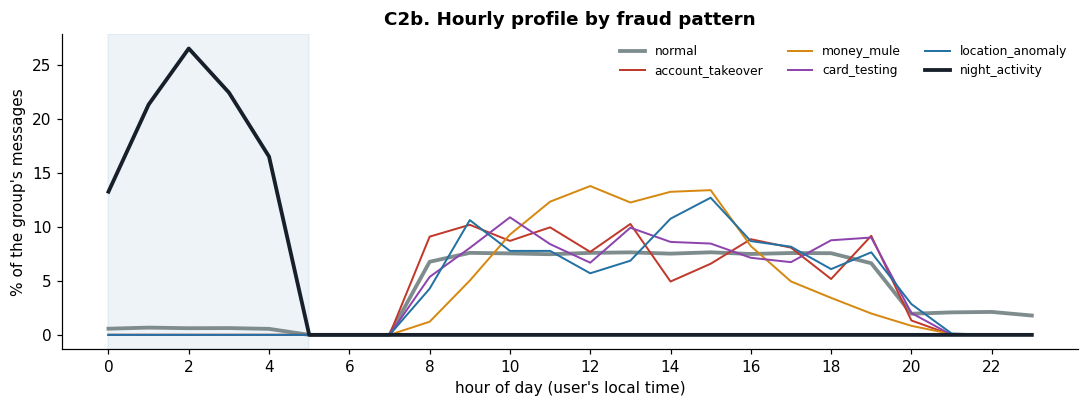 C2b. Hourly profile by fraud pattern
normal
account_takeover
money_mule
card_testing
location_anomaly
night_activity
% of the group's messages
25
20
15
10
5
0
0 2 4 6 8 10 12 14 16 18 20 22
hour of day (user's local time)